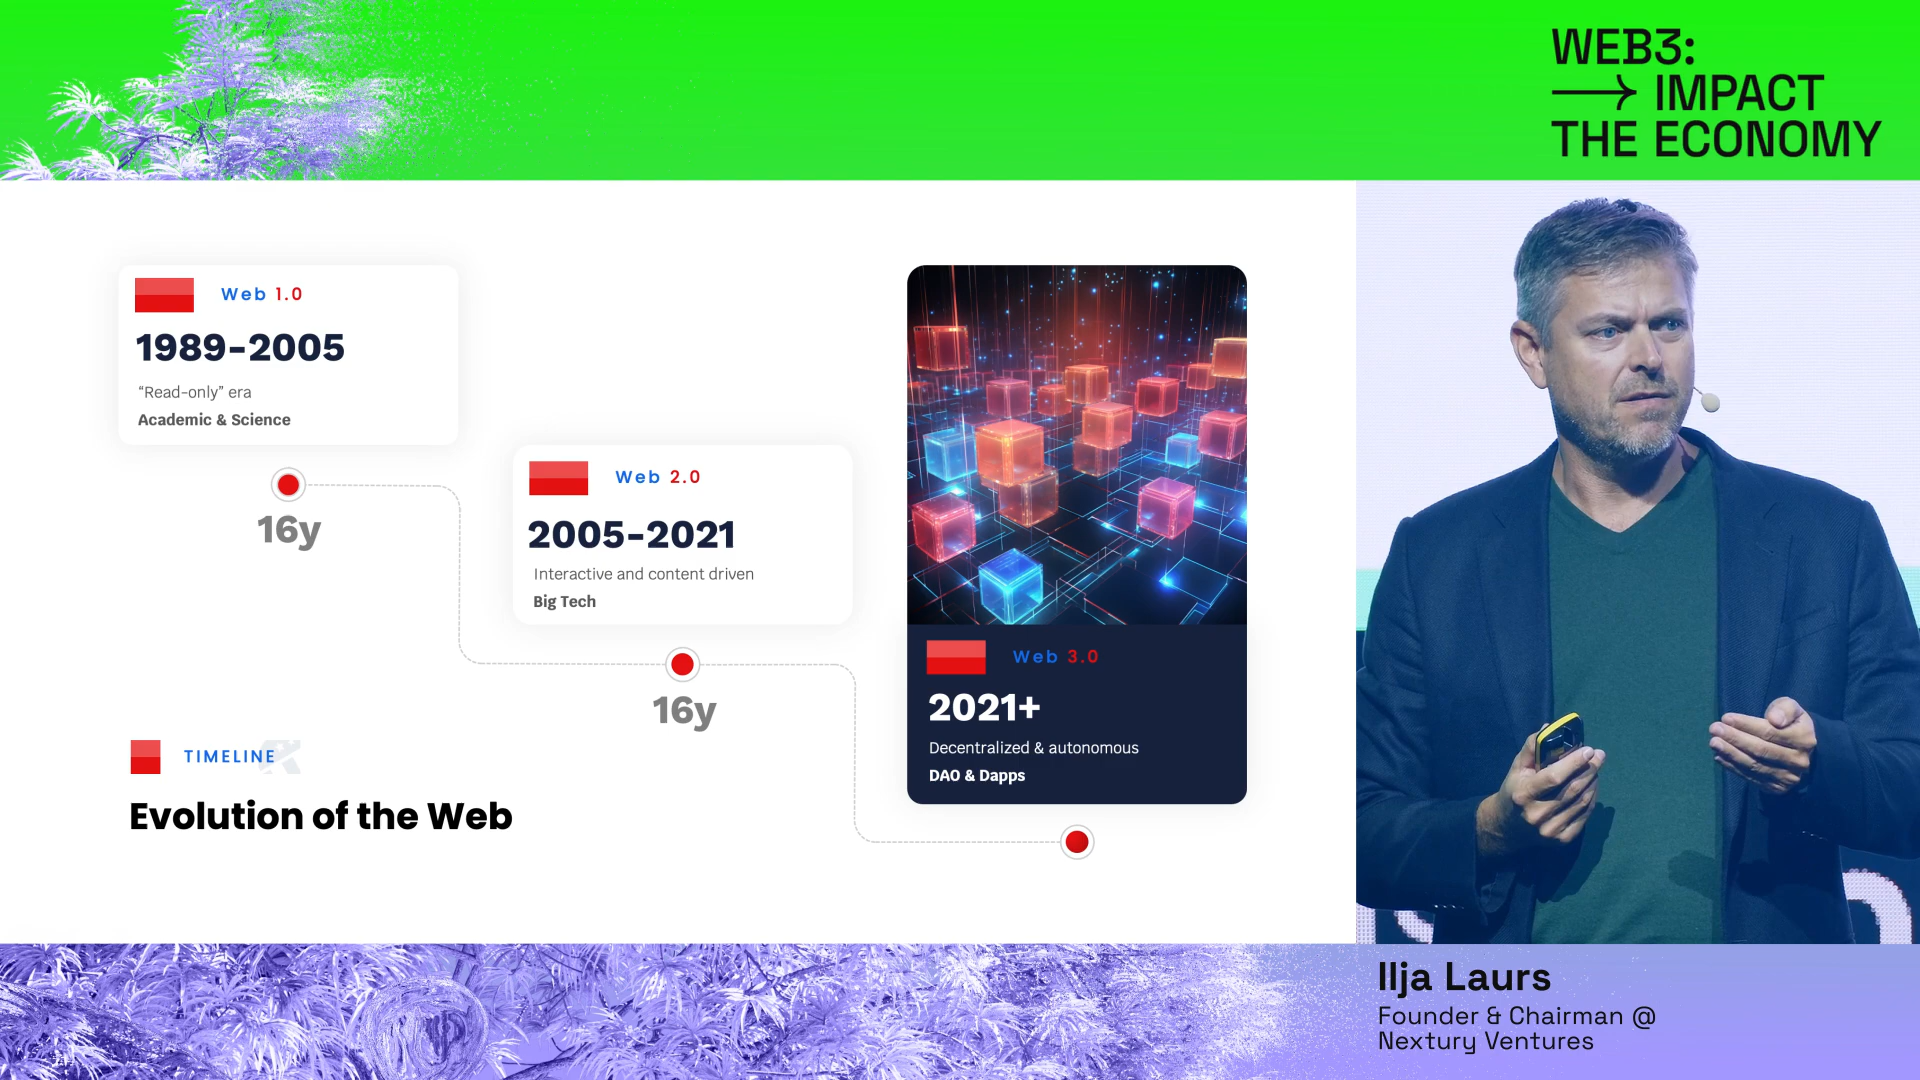 WEB3:
→ IMPACT
THE ECONOMY
Web 1.0
1989-2005
“Read-only” era
Academic & Science
16y
Web 2.0
2005-2021
Interactive and content driven
Big Tech
16y
Web 3.0
2021+
Decentralized & autonomous
DAO & Dapps
TIMELINE
Evolution of the Web
Ilja Laurs
Founder & Chairman @
Nextury Ventures